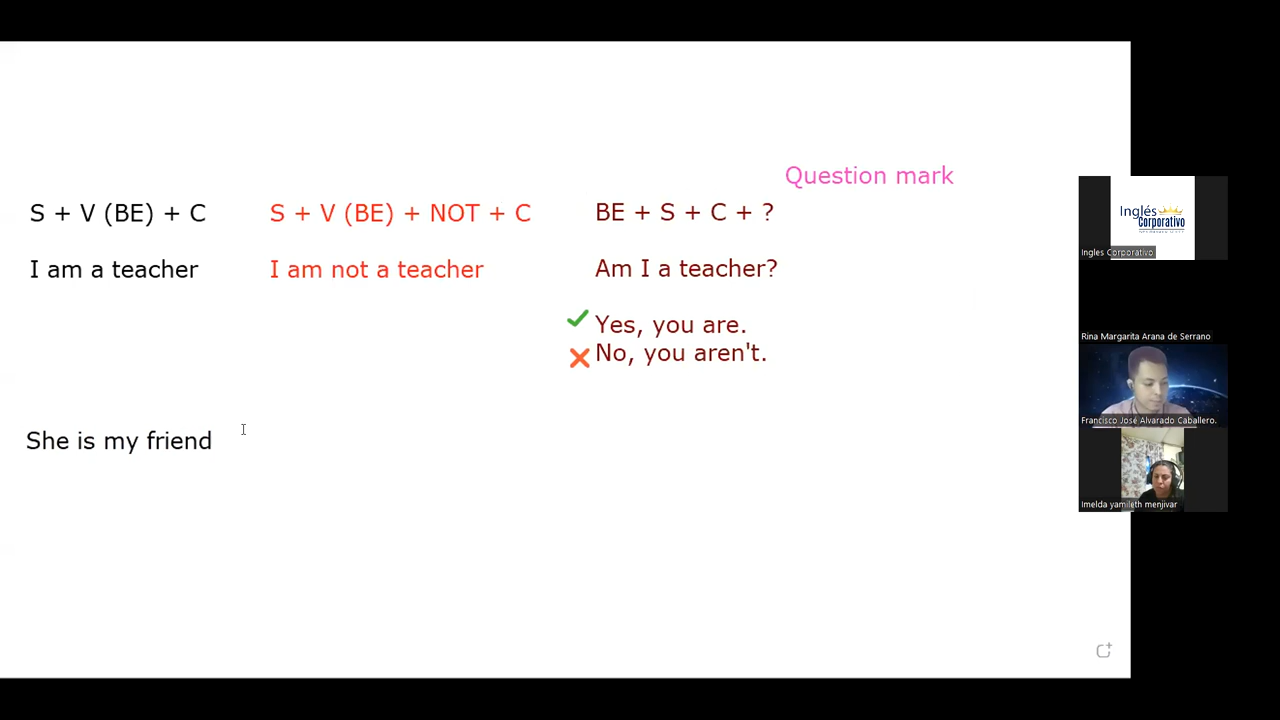 Question mark
S + V (BE) + C
S + V (BE) + NOT + C
BE + S + C + ?
I am a teacher
I am not a teacher
Am I a teacher?
Yes, you are.
No, you aren't.
She is my friend
Inglés
Corporativo
Ingles Corporativo
Rina Margarita Arana de Serrano
Francisco José Alvarado Caballero.
Imelda yamileth menjivar